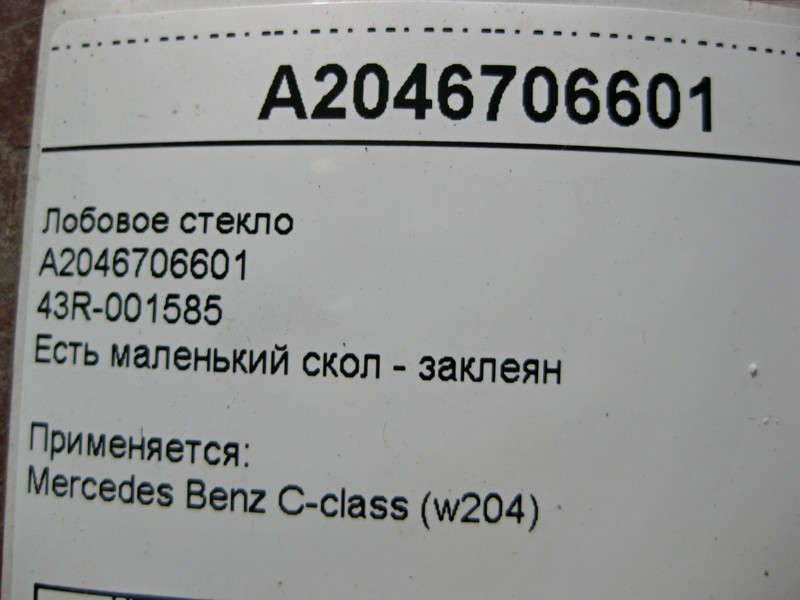 A2046706601
Лобовое стекло
A2046706601
43R-001585
Есть маленький скол - заклеян
Применяется:
Mercedes Benz C-class (w204)